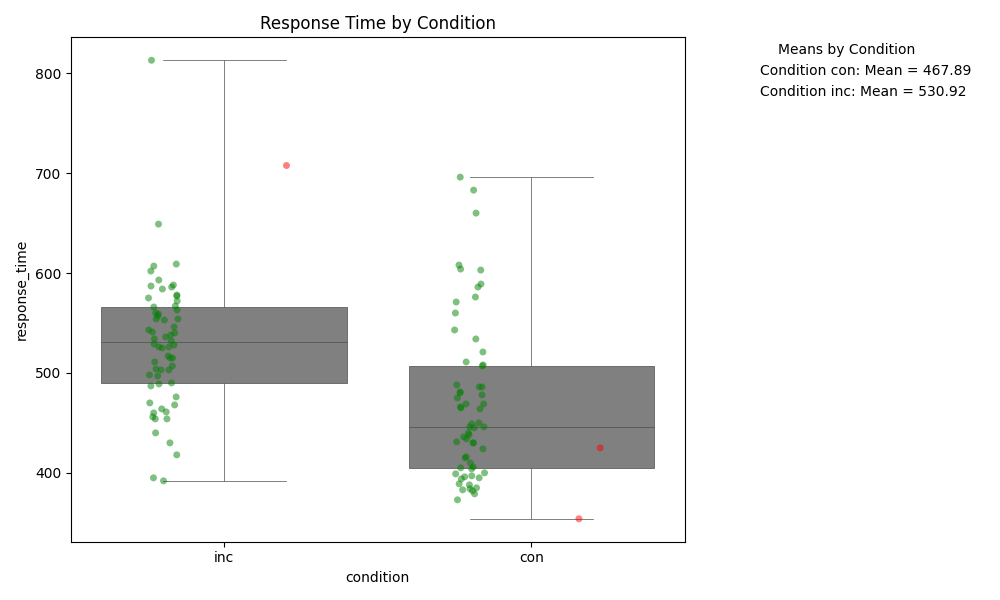 Response Time by Condition
Means by Condition
Condition con: Mean = 467.89
Condition inc: Mean = 530.92
800
700
600
500
400
response_time
inc
con
condition